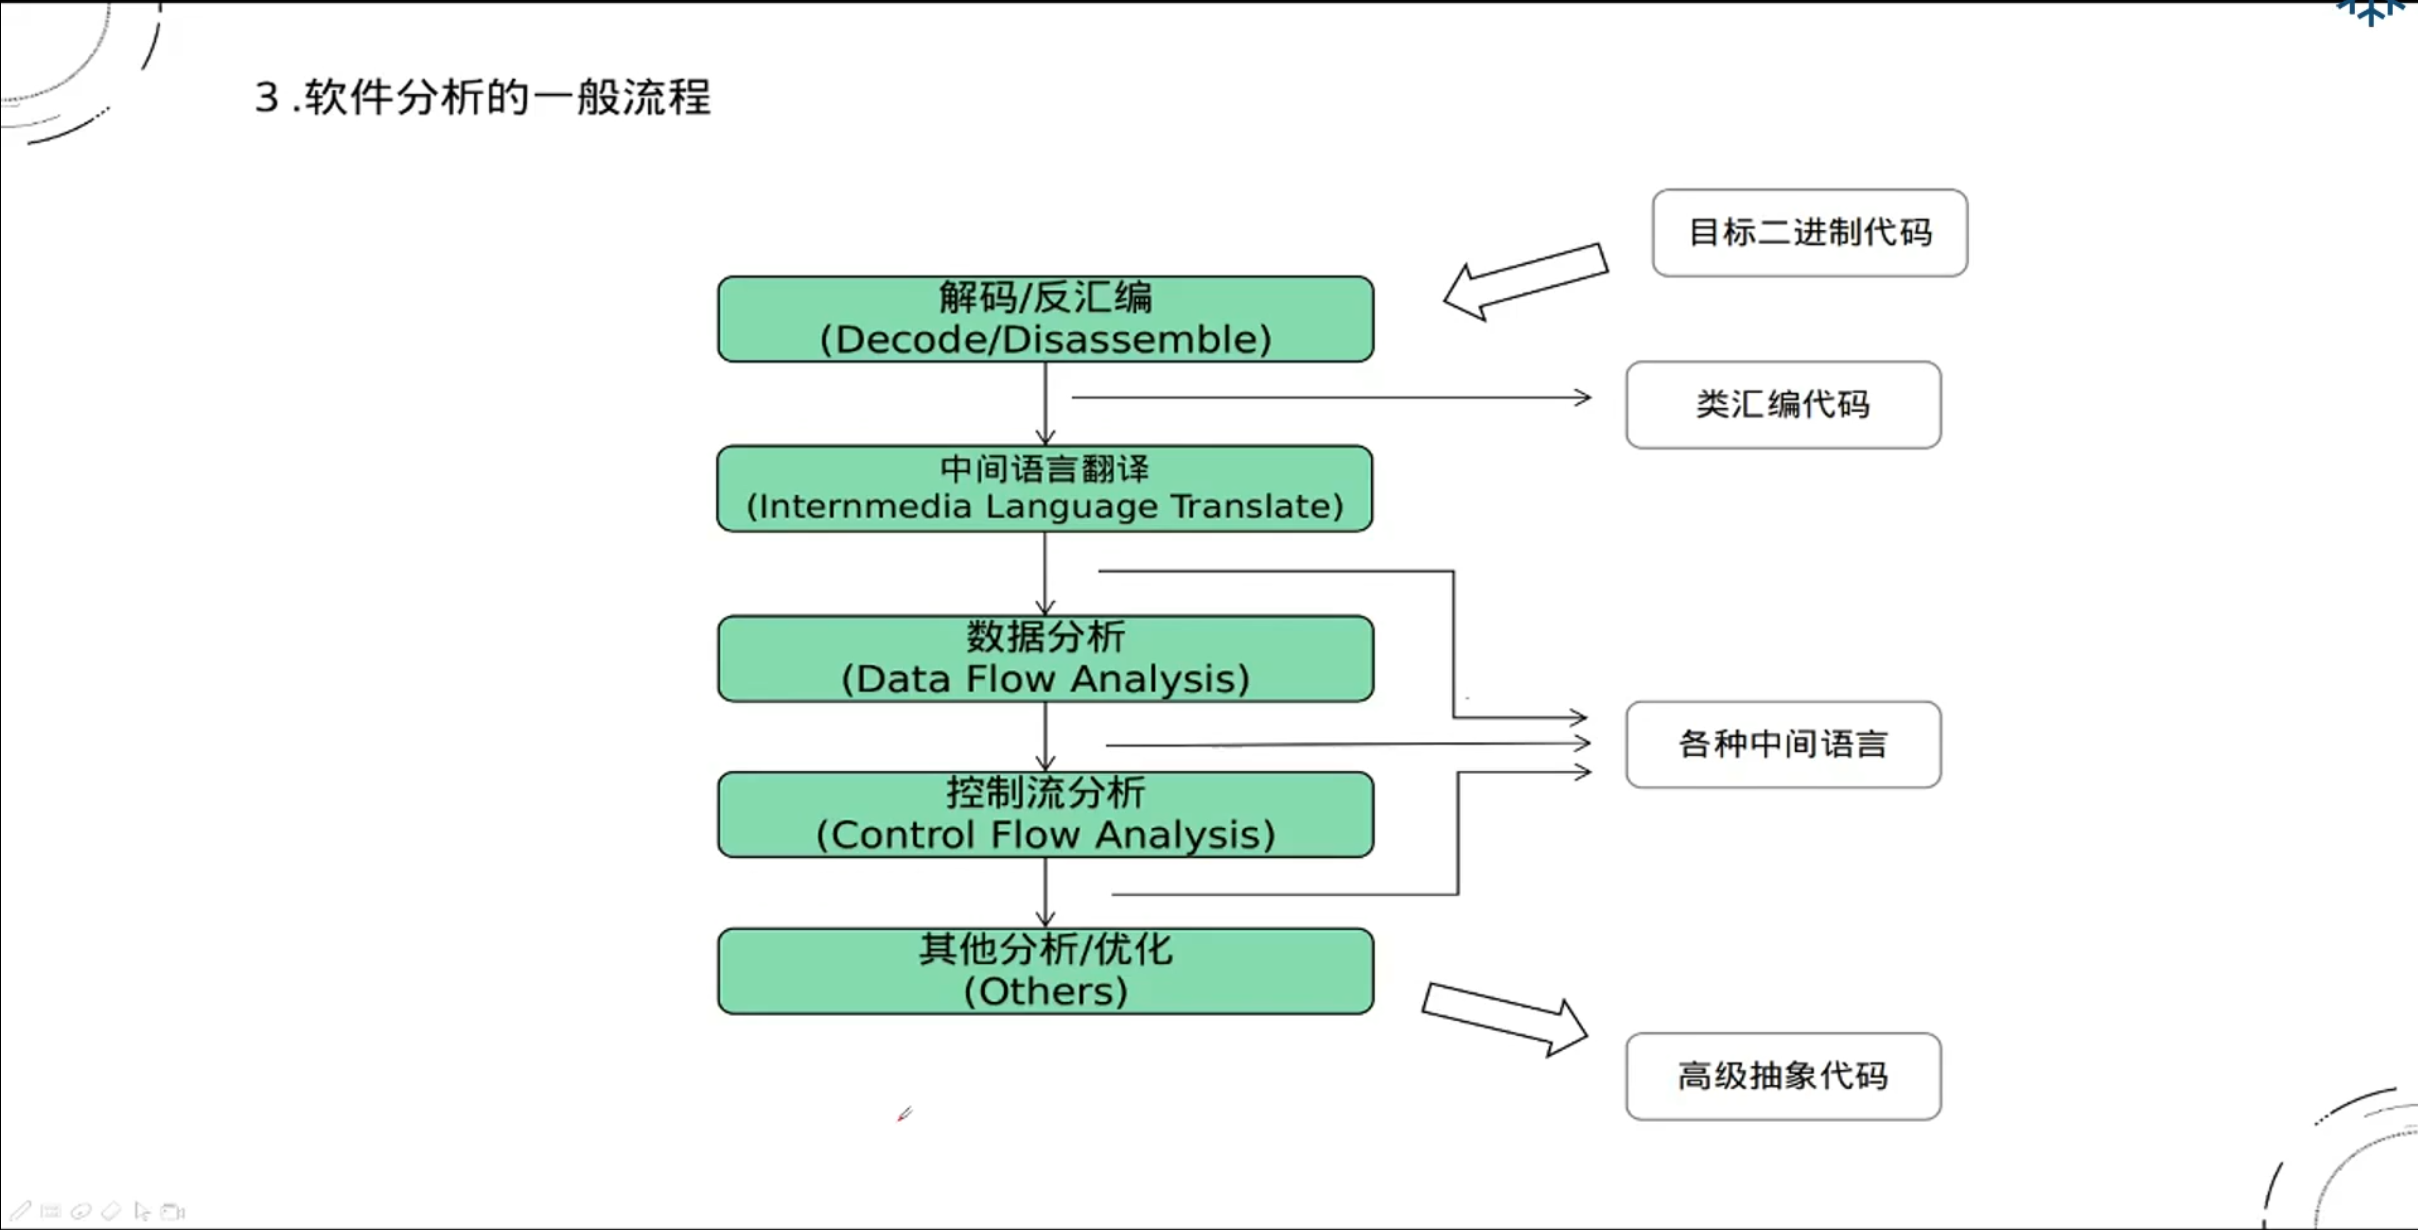 3 .软件分析的一般流程
目标二进制代码
解码/反汇编
(Decode/Disassemble)
类汇编代码
中间语言翻译
(Internmedia Language Translate)
数据分析
(Data Flow Analysis)
各种中间语言
控制流分析
(Control Flow Analysis)
其他分析/优化
(Others)
高级抽象代码